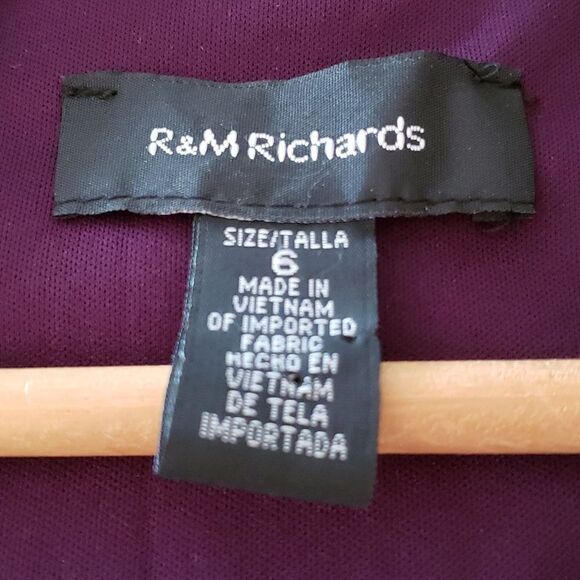 R&M Richards
SIZE/TALLA
6
MADE IN
VIETNAM
OF IMPORTED
FABRIC
HECHO EN
VIETNAM
DE TELA
IMPORTADA